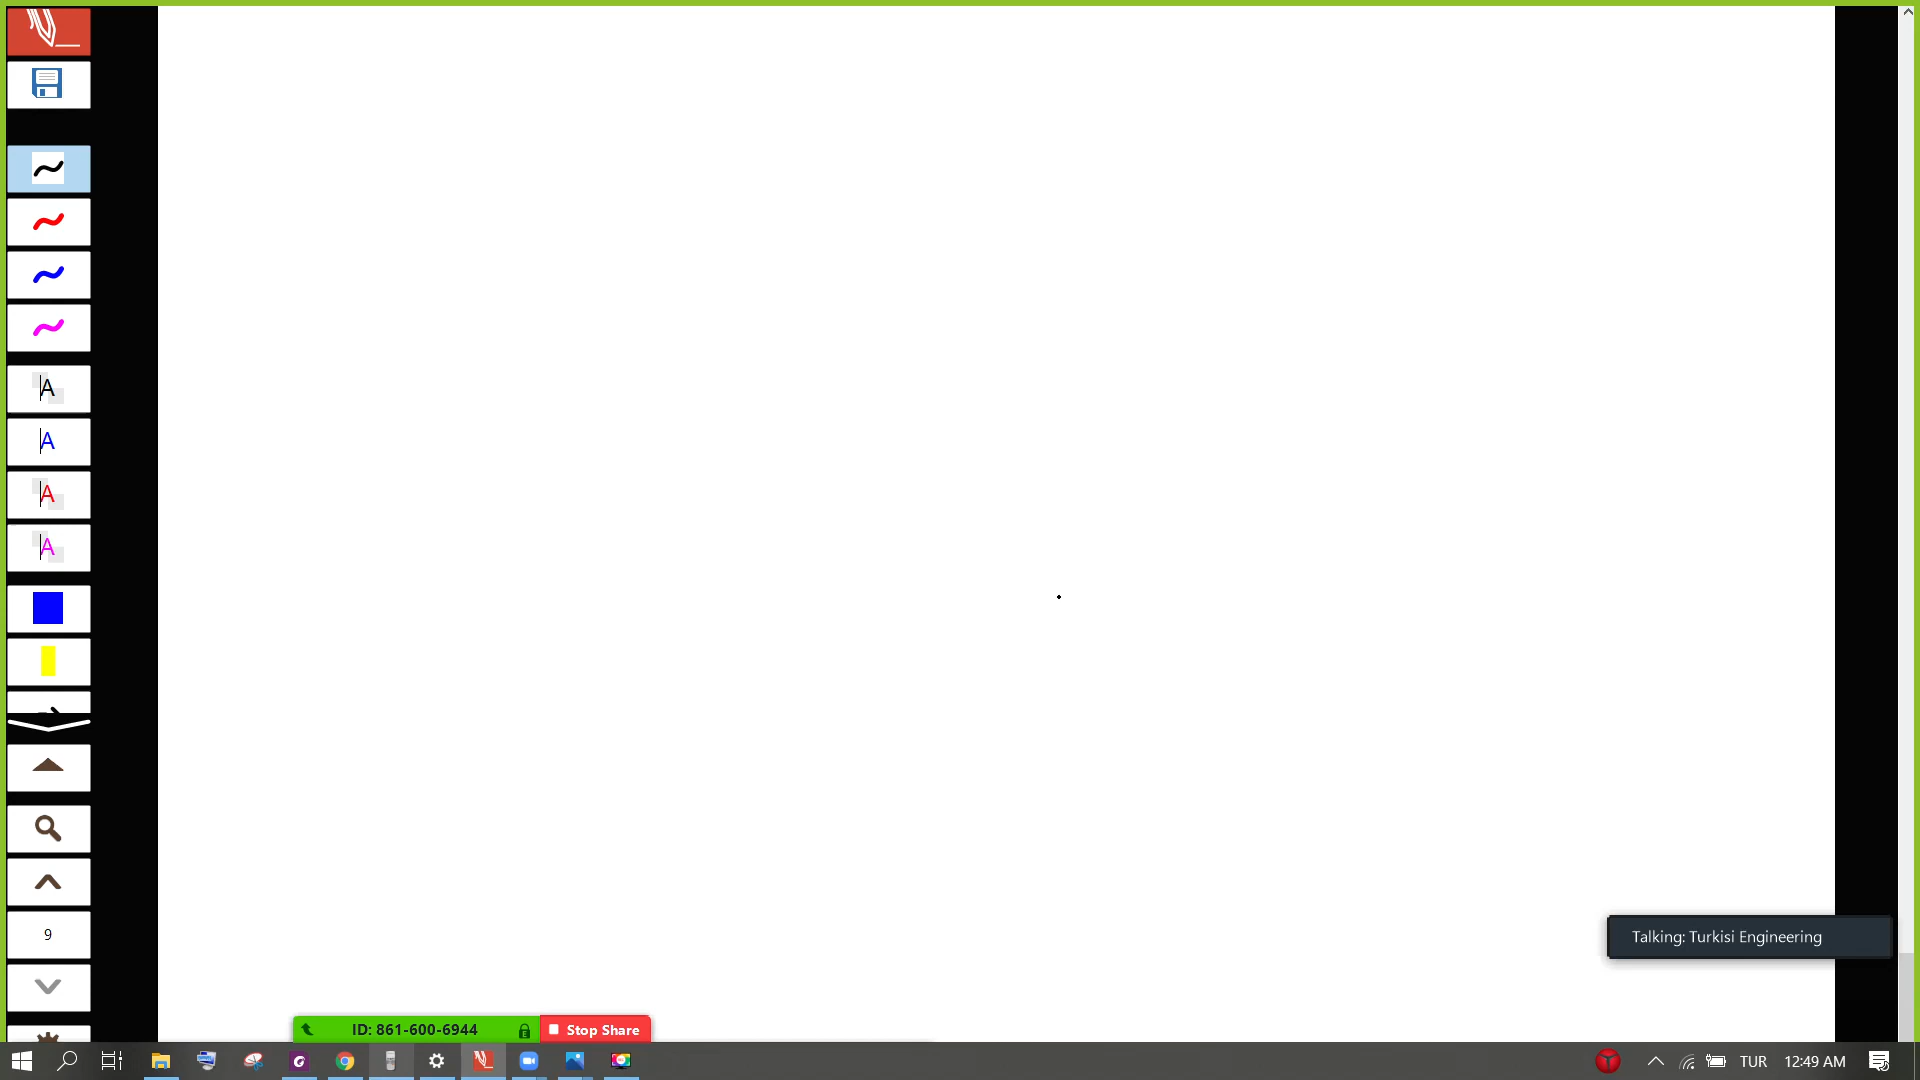 A
A
A
A
9
Talking: Turkisi Engineering
ID: 861-600-6944
Stop Share
TUR
12:49 AM